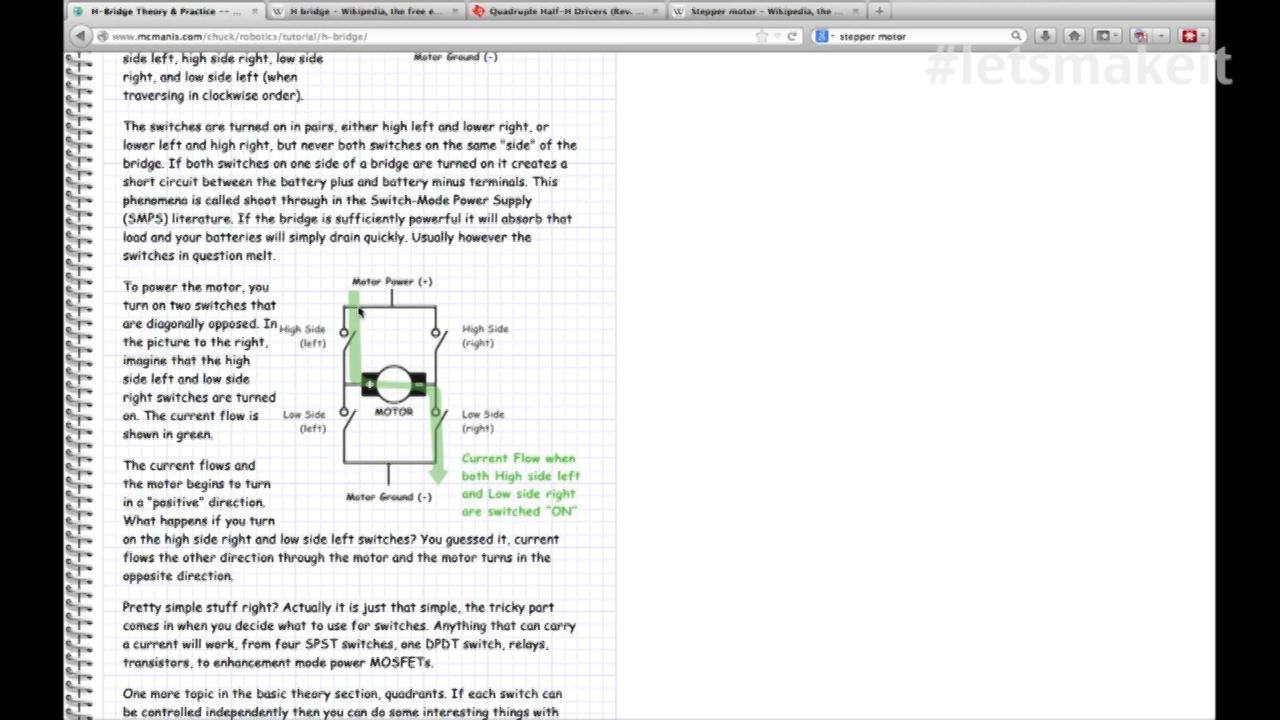 H-Bridge Theory & Practice -- ...
H bridge - Wikipedia, the free e...
Quadruple Half-H Drivers (Rev. ...
Stepper motor - Wikipedia, the ...
www.mcmanis.com/chuck/robotics/tutorial/h-bridge/
stepper motor
#letsmakeit
side left, high side right, low side
right, and low side left (when
traversing in clockwise order).
Motor Ground (-)
The switches are turned on in pairs, either high left and lower right, or
lower left and high right, but never both switches on the same "side" of the
bridge. If both switches on one side of a bridge are turned on it creates a
short circuit between the battery plus and battery minus terminals. This
phenomena is called shoot through in the Switch-Mode Power Supply
(SMPS) literature. If the bridge is sufficiently powerful it will absorb that
load and your batteries will simply drain quickly. Usually however the
switches in question melt.
To power the motor, you
turn on two switches that
are diagonally opposed. In
the picture to the right,
imagine that the high
side left and low side
right switches are turned
on. The current flow is
shown in green.
Motor Power (+)
High Side
(left)
High Side
(right)
+
-
MOTOR
Low Side
(left)
Low Side
(right)
Motor Ground (-)
Current Flow when
both High side left
and Low side right
are switched "ON"
The current flows and
the motor begins to turn
in a "positive" direction.
What happens if you turn
on the high side right and low side left switches? You guessed it, current
flows the other direction through the motor and the motor turns in the
opposite direction.
Pretty simple stuff right? Actually it is just that simple, the tricky part
comes in when you decide what to use for switches. Anything that can carry
a current will work, from four SPST switches, one DPDT switch, relays,
transistors, to enhancement mode power MOSFETs.
One more topic in the basic theory section, quadrants. If each switch can
be controlled independently then you can do some interesting things with